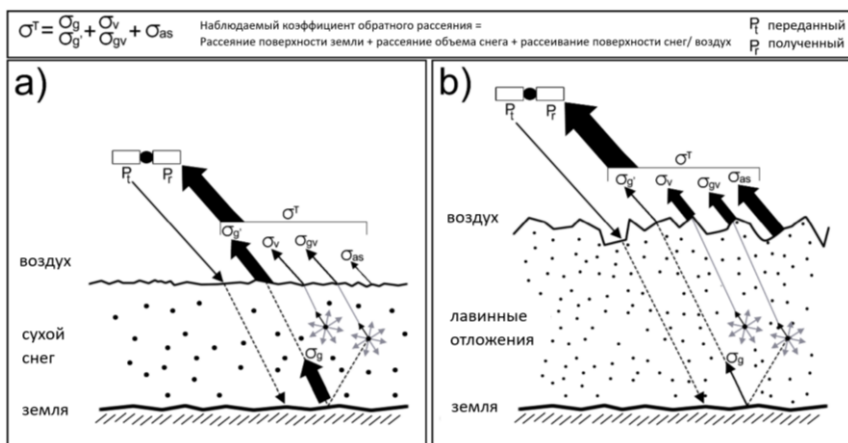 σᵀ = σg/σg' + σv/σgv + σas
Наблюдаемый коэффициент обратного рассеяния =
Рассеяние поверхности земли + рассеяние объема снега + рассеивание поверхности снег/ воздух
Pt переданный
Pr полученный
a)
Pt Pr
σᵀ
σg' σv σgv σas
воздух
сухой
снег
σg
земля
b)
Pt Pr
σᵀ
σg' σv σgv σas
воздух
лавинные
отложения
σg
земля